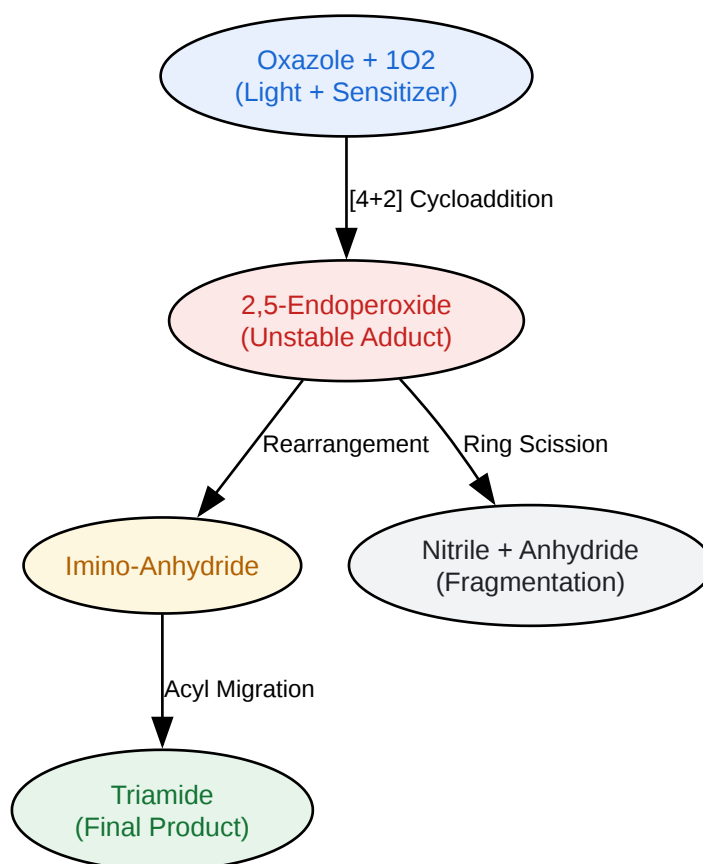 Oxazole + 1O2
(Light + Sensitizer)
[4+2] Cycloaddition
2,5-Endoperoxide
(Unstable Adduct)
Rearrangement
Ring Scission
Imino-Anhydride
Nitrile + Anhydride
(Fragmentation)
Acyl Migration
Triamide
(Final Product)